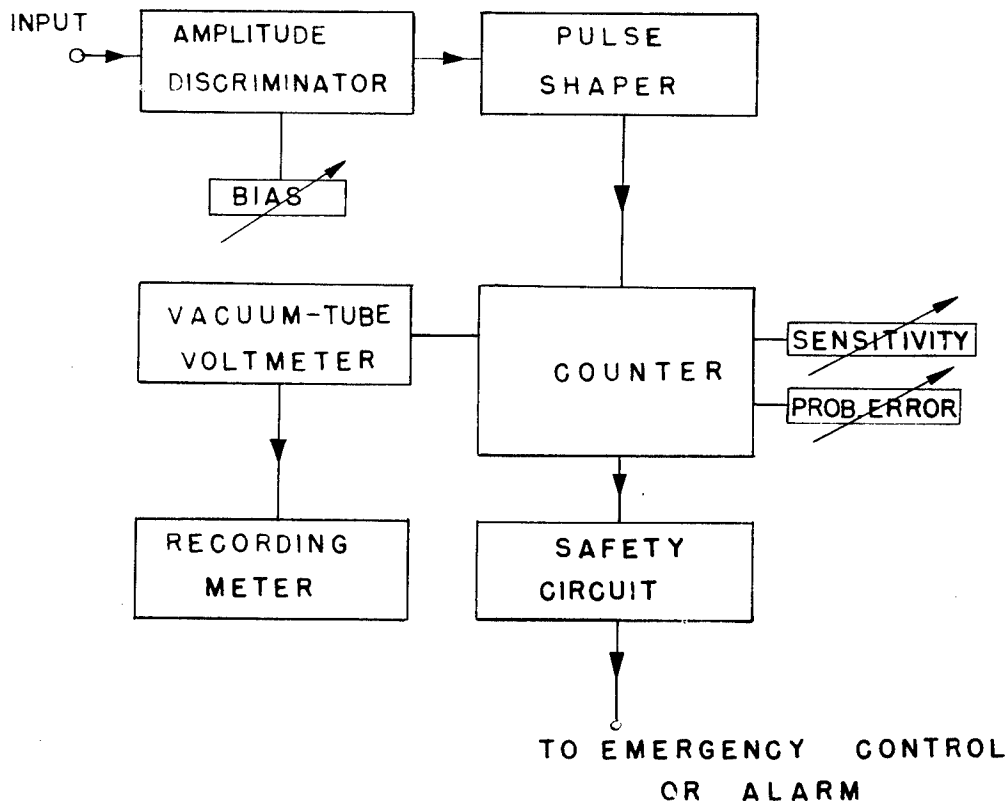 INPUT
AMPLITUDE
DISCRIMINATOR
PULSE
SHAPER
BIAS
VACUUM-TUBE
VOLTMETER
COUNTER
SENSITIVITY
PROB. ERROR
RECORDING
METER
SAFETY
CIRCUIT
TO EMERGENCY CONTROL
OR ALARM